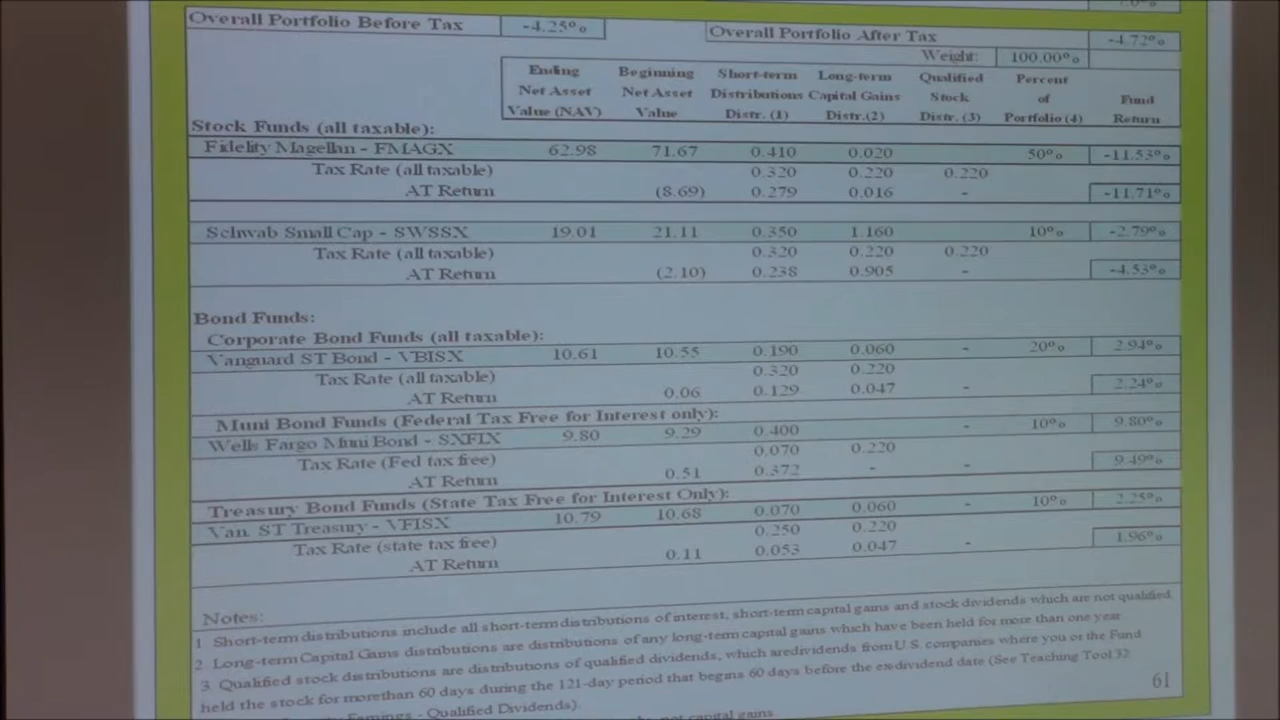 Overall Portfolio Before Tax -4.25% Overall Portfolio After Tax -4.72%
Weight: 100.00%
Ending Beginning Short-term Long-term Qualified Percent
Net Asset Net Asset Distributions Capital Gains Stock of Fund
Value (NAV) Value Distr. (1) Distr.(2) Distr. (3) Portfolio (4) Return
Stock Funds (all taxable):
Fidelity Magellan - FMAGX 62.98 71.67 0.410 0.020 50% -11.53%
Tax Rate (all taxable) 0.320 0.220 0.220
AT Return (8.69) 0.279 0.016 - -11.71%
Schwab Small Cap - SWSSX 19.01 21.11 0.350 1.160 10% -2.79%
Tax Rate (all taxable) 0.320 0.220 0.220
AT Return (2.10) 0.238 0.905 - -4.53%
Bond Funds:
Corporate Bond Funds (all taxable):
Vanguard ST Bond - VBISX 10.61 10.55 0.190 0.060 - 20% 2.94%
Tax Rate (all taxable) 0.320 0.220
AT Return 0.06 0.129 0.047 - 2.24%
Muni Bond Funds (Federal Tax Free for Interest only):
Wells Fargo Muni Bond - SXFIX 9.80 9.29 0.400 - 10% 9.80%
Tax Rate (Fed tax free) 0.070 0.220
AT Return 0.51 0.372 - - 9.49%
Treasury Bond Funds (State Tax Free for Interest Only):
Van. ST Treasury - VFISX 10.79 10.68 0.070 0.060 - 10% 2.25%
Tax Rate (state tax free) 0.250 0.220
AT Return 0.11 0.053 0.047 - 1.96%
Notes:
1 Short-term distributions include all short-term distributions of interest, short-term capital gains and stock dividends which are not qualified.
2 Long-term Capital Gains distributions are distributions of any long-term capital gains which have been held for more than one year
3 Qualified stock distributions are distributions of qualified dividends, which aredividends from U.S. companies where you or the Fund
held the stock for morethan 60 days during the 121-day period that begins 60 days before the ex-dividend date (See Teaching Tool 32
Earnings - Qualified Dividends).
not capital gains
61